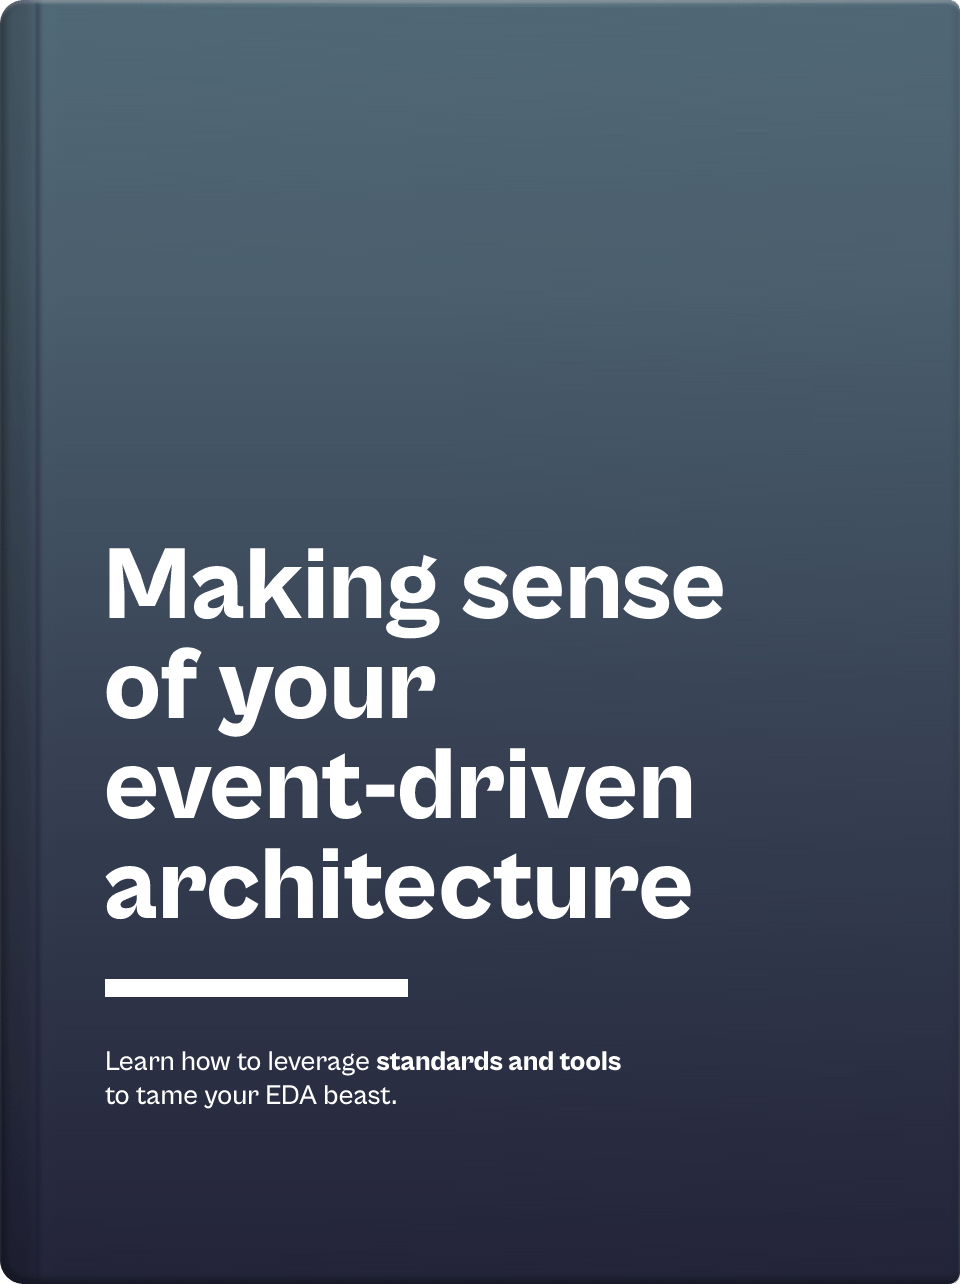 Making sense
of your
event-driven
architecture
Learn how to leverage standards and tools
to tame your EDA beast.